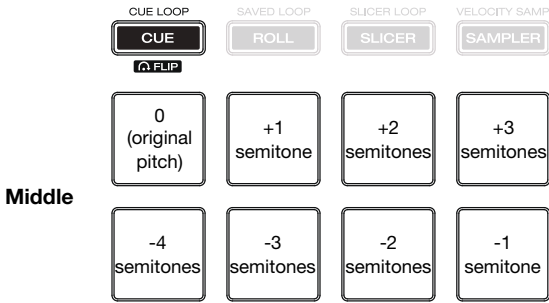 CUE LOOP SAVED LOOP SLICER LOOP VELOCITY SAMP
CUE ROLL SLICER SAMPLER
FLIP
0
(original
pitch)
+1
semitone
+2
semitones
+3
semitones
Middle
-4
semitones
-3
semitones
-2
semitones
-1
semitone